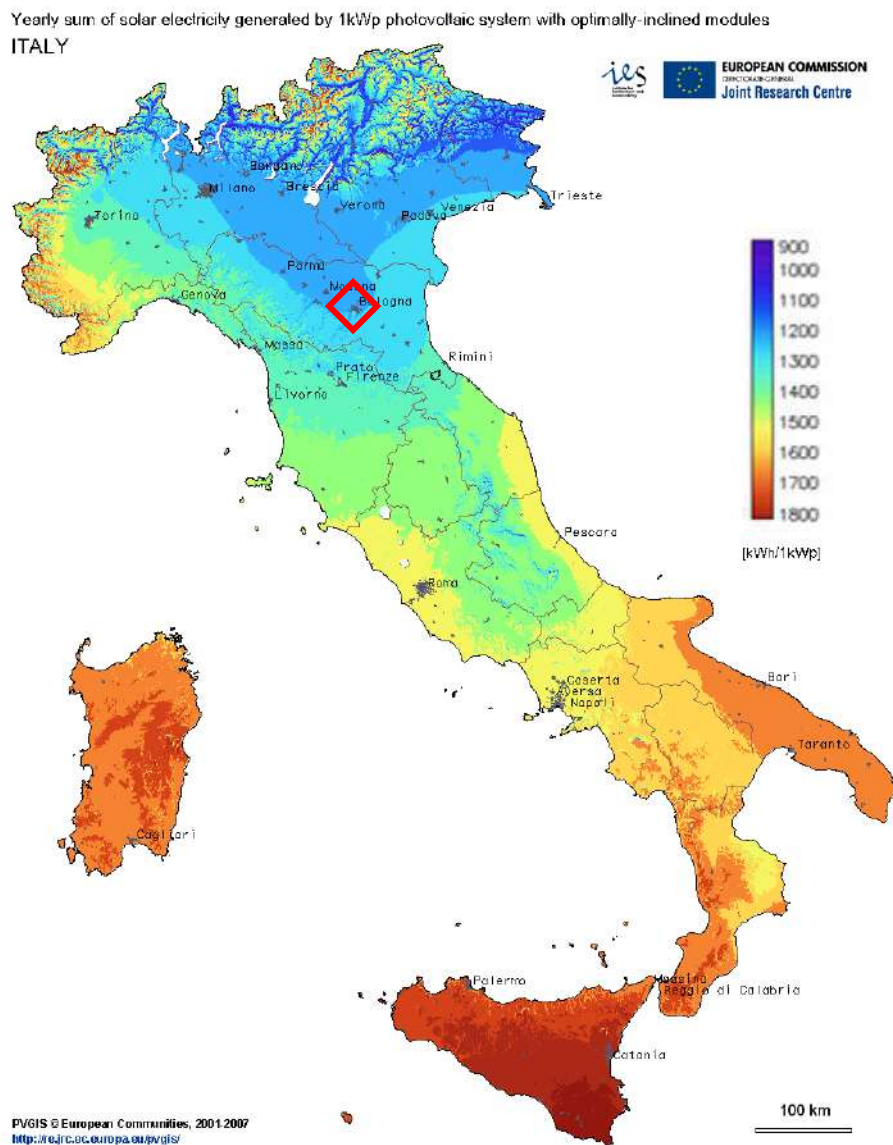 Yearly sum of solar electricity generated by 1kWp photovoltaic system with optimally-inclined modules
ITALY
ies
EUROPEAN COMMISSION
DIRECTORATE-GENERAL
Joint Research Centre
Bergamo
Milano
Brescia
Trieste
Verona
Padova
Venezia
Torino
Parma
Modena
Bologna
Genova
Massa
Rimini
Prato
Firenze
Livorno
900
1000
1100
1200
1300
1400
1500
1600
1700
1800
[kWh/1kWp]
Pescara
Roma
Caserta
Aversa
Napoli
Bari
Taranto
Cagliari
Palermo
Messina
Reggio di Calabria
Catania
PVGIS © European Communities, 2001-2007
http://re.jrc.ec.europa.eu/pvgis/
100 km